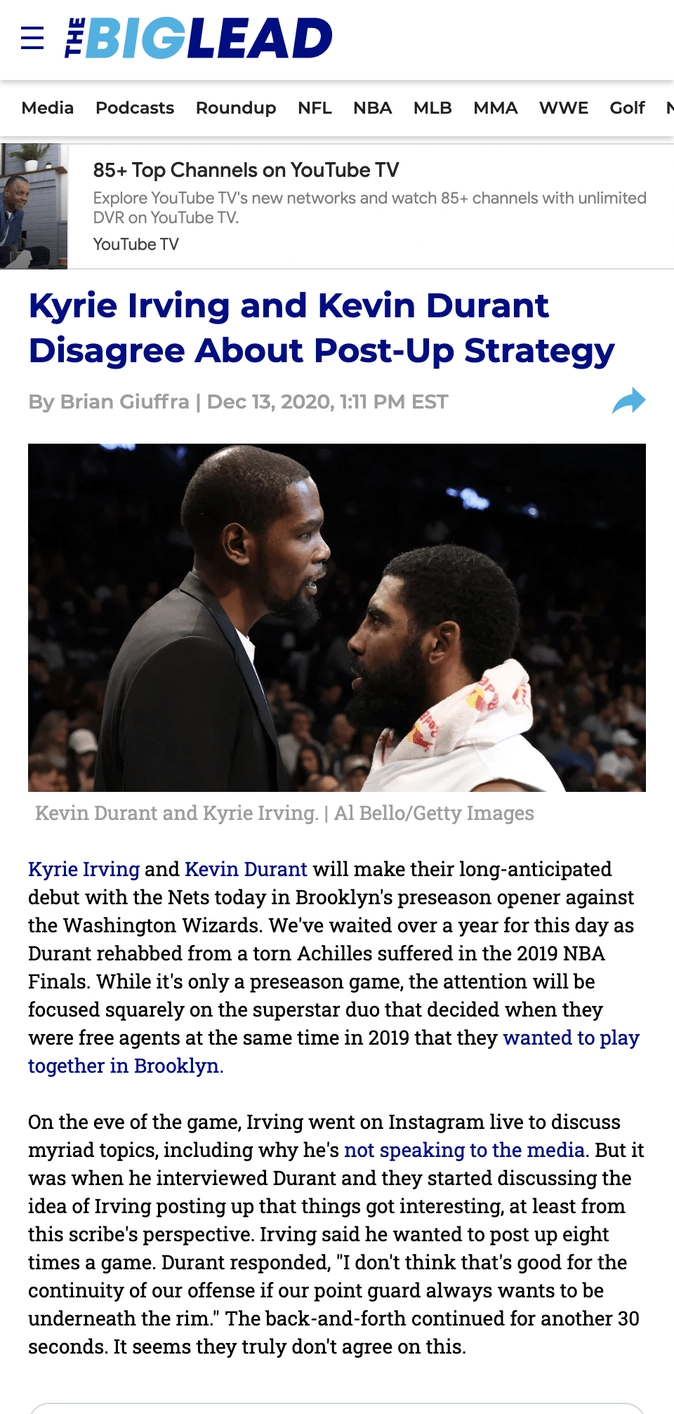 THE BIGLEAD
Media Podcasts Roundup NFL NBA MLB MMA WWE Golf
85+ Top Channels on YouTube TV
Explore YouTube TV's new networks and watch 85+ channels with unlimited
DVR on YouTube TV.
YouTube TV
Kyrie Irving and Kevin Durant
Disagree About Post-Up Strategy
By Brian Giuffra | Dec 13, 2020, 1:11 PM EST
Kevin Durant and Kyrie Irving. | Al Bello/Getty Images
Kyrie Irving and Kevin Durant will make their long-anticipated
debut with the Nets today in Brooklyn's preseason opener against
the Washington Wizards. We've waited over a year for this day as
Durant rehabbed from a torn Achilles suffered in the 2019 NBA
Finals. While it's only a preseason game, the attention will be
focused squarely on the superstar duo that decided when they
were free agents at the same time in 2019 that they wanted to play
together in Brooklyn.
On the eve of the game, Irving went on Instagram live to discuss
myriad topics, including why he's not speaking to the media. But it
was when he interviewed Durant and they started discussing the
idea of Irving posting up that things got interesting, at least from
this scribe's perspective. Irving said he wanted to post up eight
times a game. Durant responded, "I don't think that's good for the
continuity of our offense if our point guard always wants to be
underneath the rim." The back-and-forth continued for another 30
seconds. It seems they truly don't agree on this.